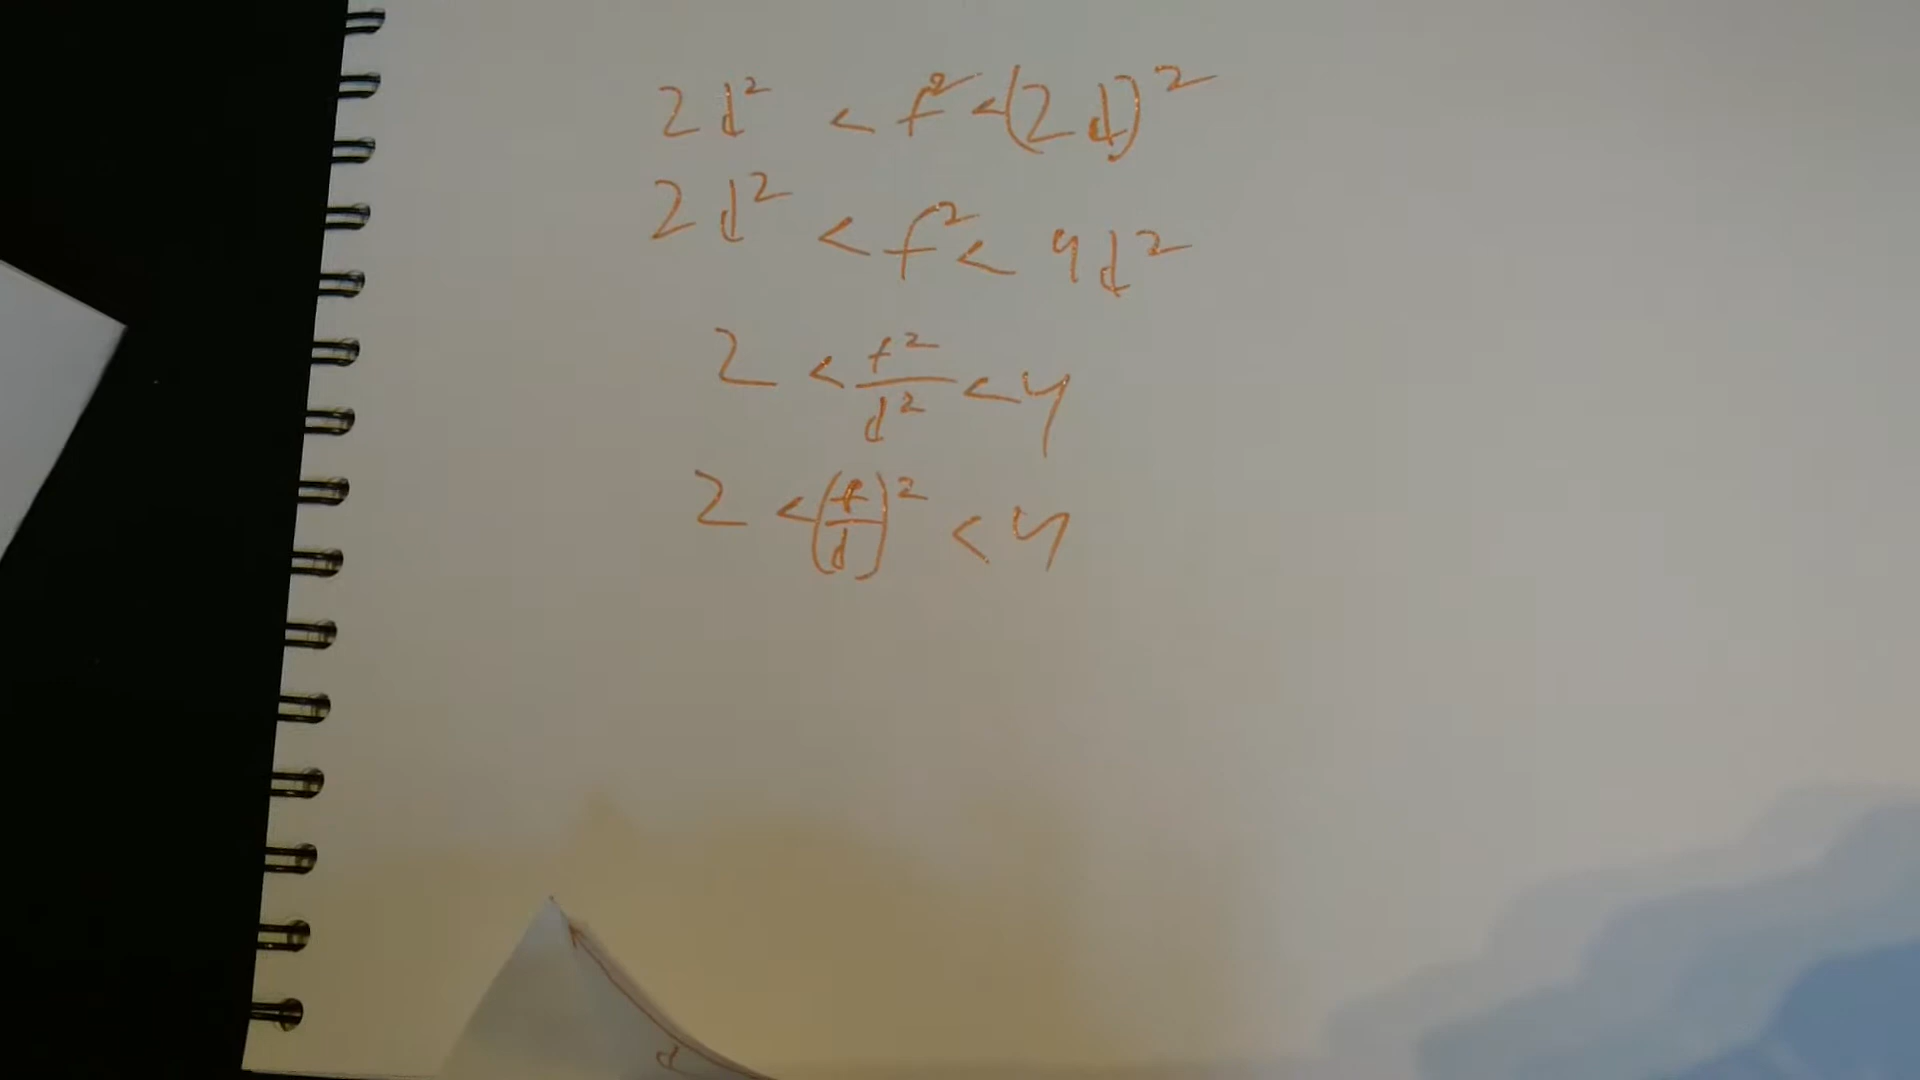 2d² < f² < (2d)²
2d² < f² < 4d²
2 < f²/d² < 4
2 < (f/d)² < 4
d